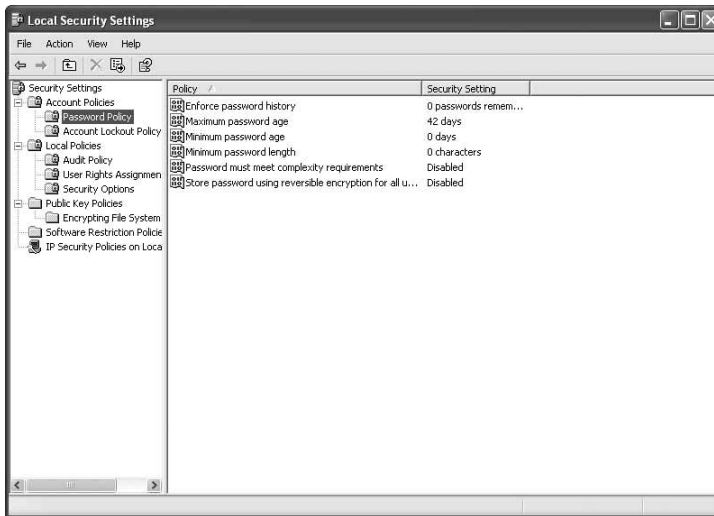 Local Security Settings
File Action View Help
Security Settings
Account Policies
Password Policy
Account Lockout Policy
Local Policies
Audit Policy
User Rights Assignmen
Security Options
Public Key Policies
Encrypting File System
Software Restriction Policie
IP Security Policies on Loca
Policy Security Setting
Enforce password history 0 passwords remem...
Maximum password age 42 days
Minimum password age 0 days
Minimum password length 0 characters
Password must meet complexity requirements Disabled
Store password using reversible encryption for all u... Disabled